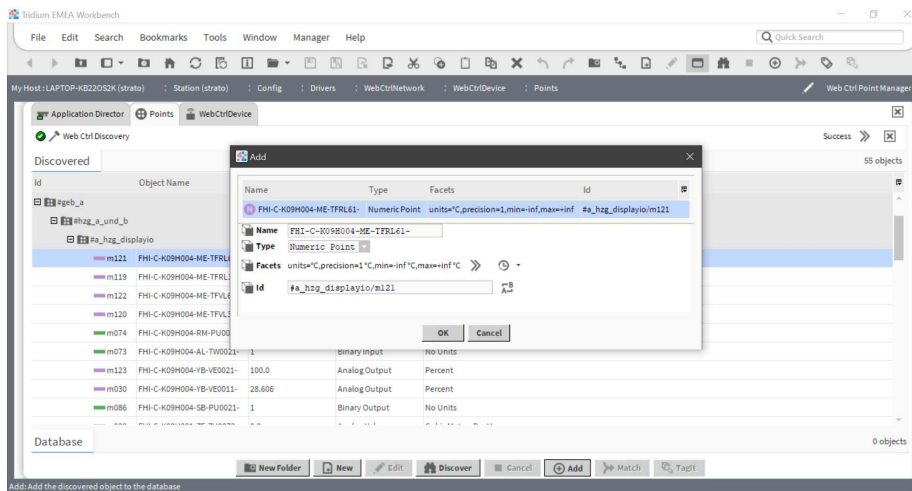 Tridium EMEA Workbench
File Edit Search Bookmarks Tools Window Manager Help
Quick Search
My Host : LAPTOP-KB22OS2K (strato) : Station (strato) : Config : Drivers : WebCtrlNetwork : WebCtrlDevice : Points
Web Ctrl Point Manager
Application Director Points WebCtrlDevice
Web Ctrl Discovery
Success
Discovered
55 objects
Id Object Name
#geb_a
#hzg_a_und_b
#a_hzg_displayio
m121 FHI-C-K09H004-ME-TFRL6
m119 FHI-C-K09H004-ME-TFRL
m122 FHI-C-K09H004-ME-TFVL6
m120 FHI-C-K09H004-ME-TFVL
m074 FHI-C-K09H004-RM-PU00
m073 FHI-C-K09H004-AL-TW0021- 1 Binary Input No Units
m123 FHI-C-K09H004-YB-VE0021- 100.0 Analog Output Percent
m030 FHI-C-K09H004-YB-VE0011- 28.606 Analog Output Percent
m086 FHI-C-K09H004-SB-PU0021- 1 Binary Output No Units
Add
Name Type Facets Id
N FHI-C-K09H004-ME-TFRL61- Numeric Point units=°C,precision=1,min=-inf,max=+inf #a_hzg_displayio/m121
Name FHI-C-K09H004-ME-TFRL61-
Type Numeric Point
Facets units=°C,precision=1 °C,min=-inf °C,max=+inf °C
Id #a_hzg_displayio/m121
OK Cancel
Database
0 objects
New Folder New Edit Discover Cancel Add Match TagIt
Add: Add the discovered object to the database